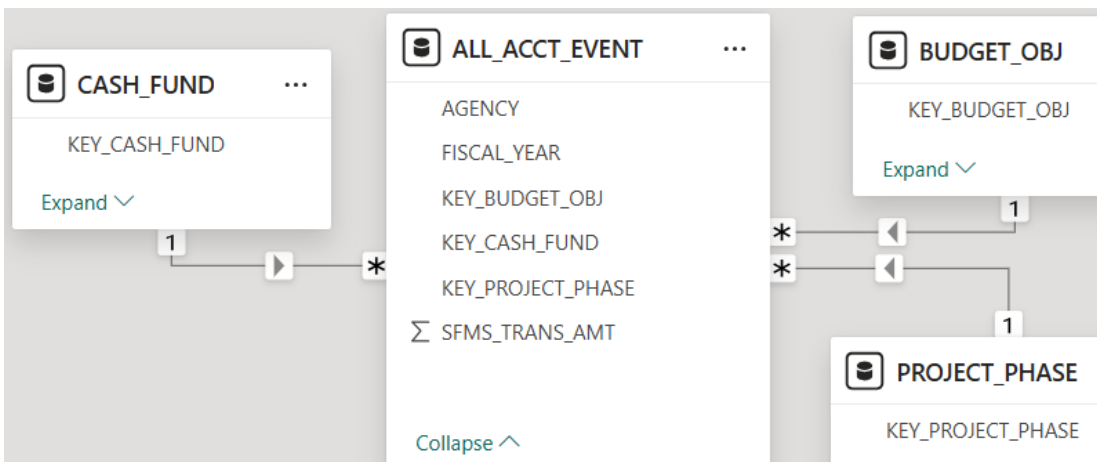 CASH_FUND
KEY_CASH_FUND
Expand
1
*
ALL_ACCT_EVENT
AGENCY
FISCAL_YEAR
KEY_BUDGET_OBJ
KEY_CASH_FUND
KEY_PROJECT_PHASE
Σ SFMS_TRANS_AMT
Collapse
BUDGET_OBJ
KEY_BUDGET_OBJ
Expand
1
*
*
1
PROJECT_PHASE
KEY_PROJECT_PHASE